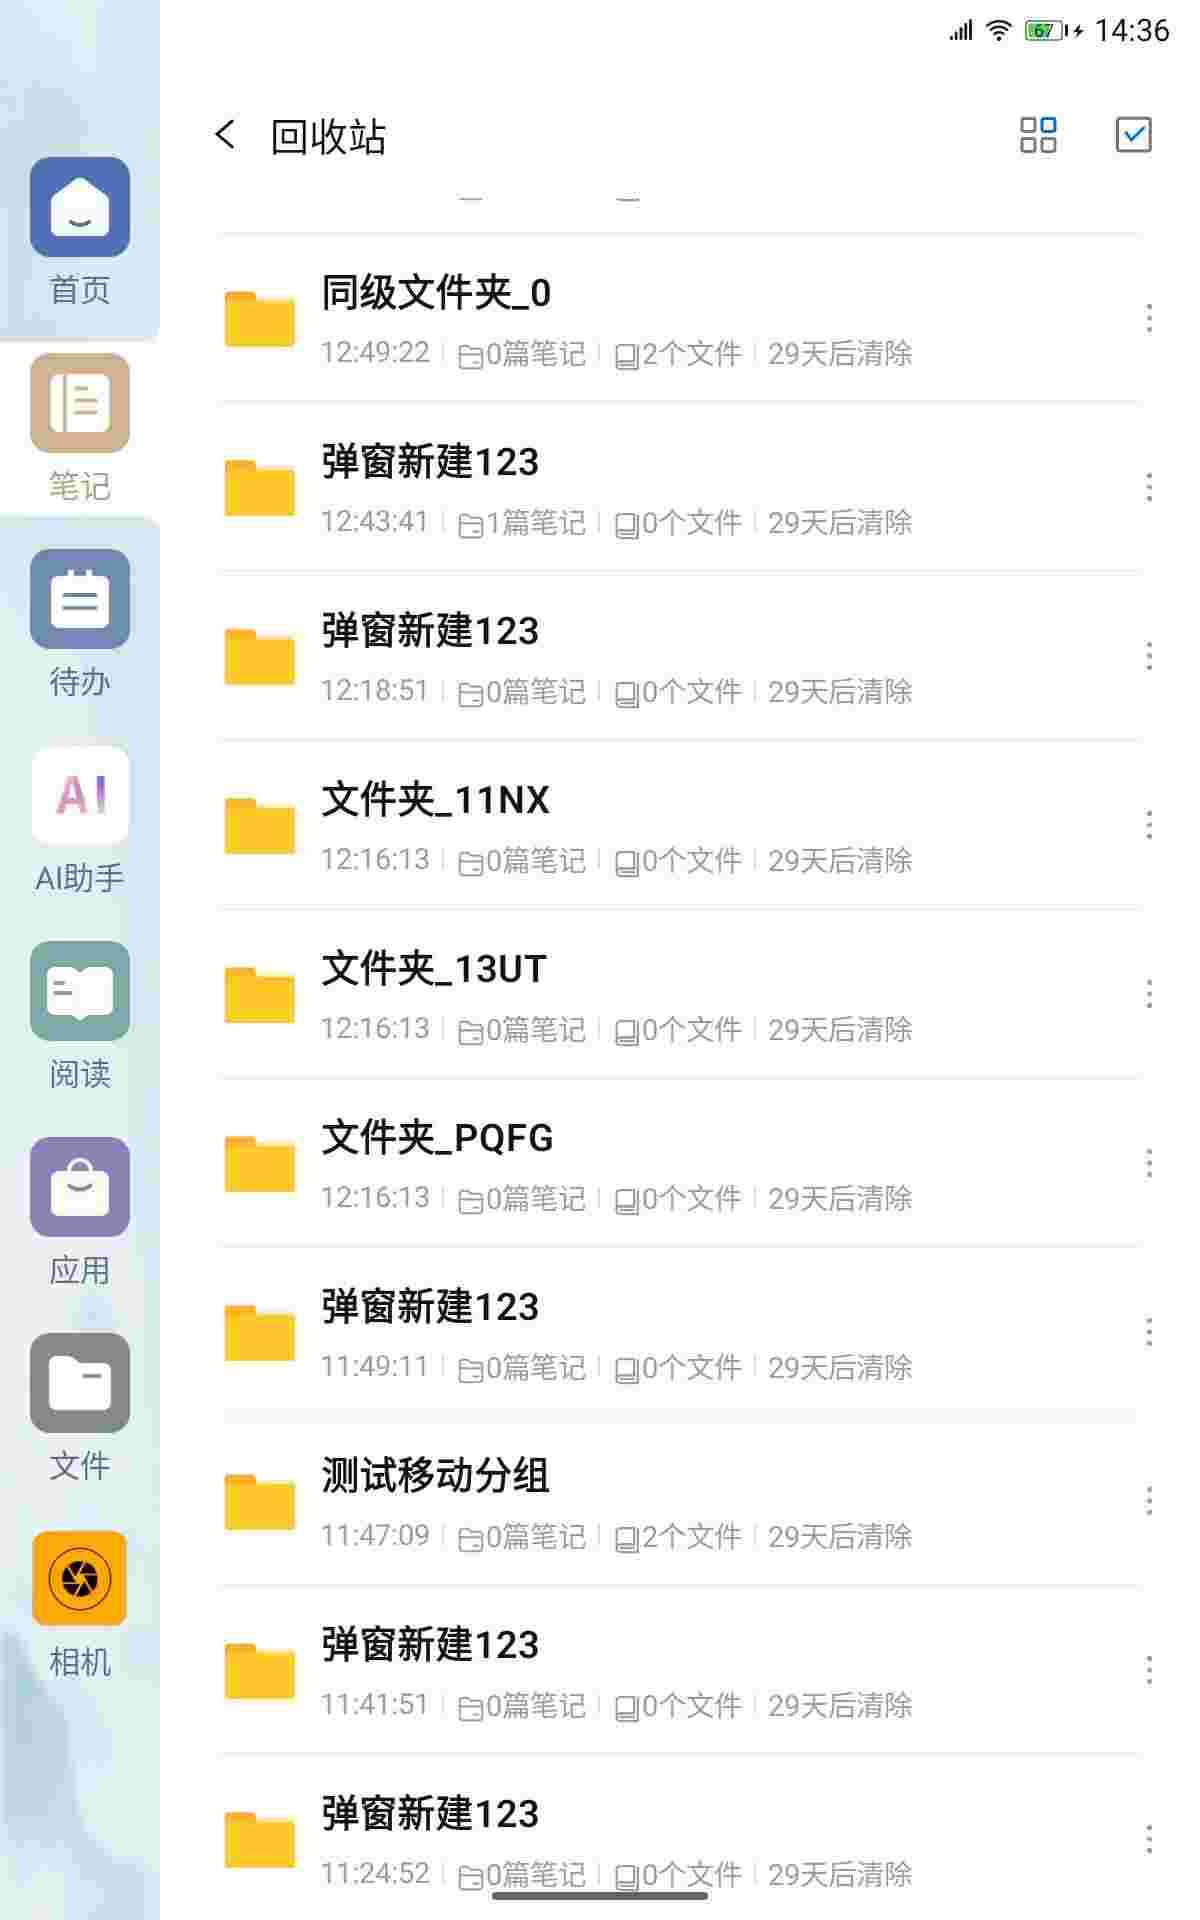 67 14:36
回收站
首页
笔记
待办
AI
AI助手
阅读
应用
文件
相机
同级文件夹_0
12:49:22 0篇笔记 2个文件 29天后清除
弹窗新建123
12:43:41 1篇笔记 0个文件 29天后清除
弹窗新建123
12:18:51 0篇笔记 0个文件 29天后清除
文件夹_11NX
12:16:13 0篇笔记 0个文件 29天后清除
文件夹_13UT
12:16:13 0篇笔记 0个文件 29天后清除
文件夹_PQFG
12:16:13 0篇笔记 0个文件 29天后清除
弹窗新建123
11:49:11 0篇笔记 0个文件 29天后清除
测试移动分组
11:47:09 0篇笔记 2个文件 29天后清除
弹窗新建123
11:41:51 0篇笔记 0个文件 29天后清除
弹窗新建123
11:24:52 0篇笔记 0个文件 29天后清除